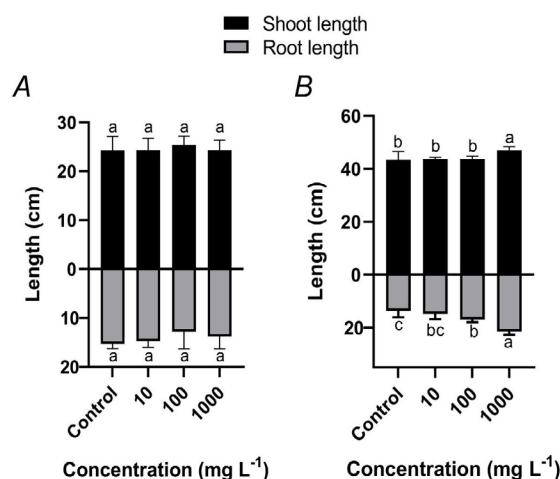 Shoot length
Root length
A
B
Length (cm)
30
20
10
0
10
20
a a a a
a a a a
Control 10 100 1000
Concentration (mg L⁻¹)
Length (cm)
60
40
20
0
20
b b b a
c bc b a
Control 10 100 1000
Concentration (mg L⁻¹)